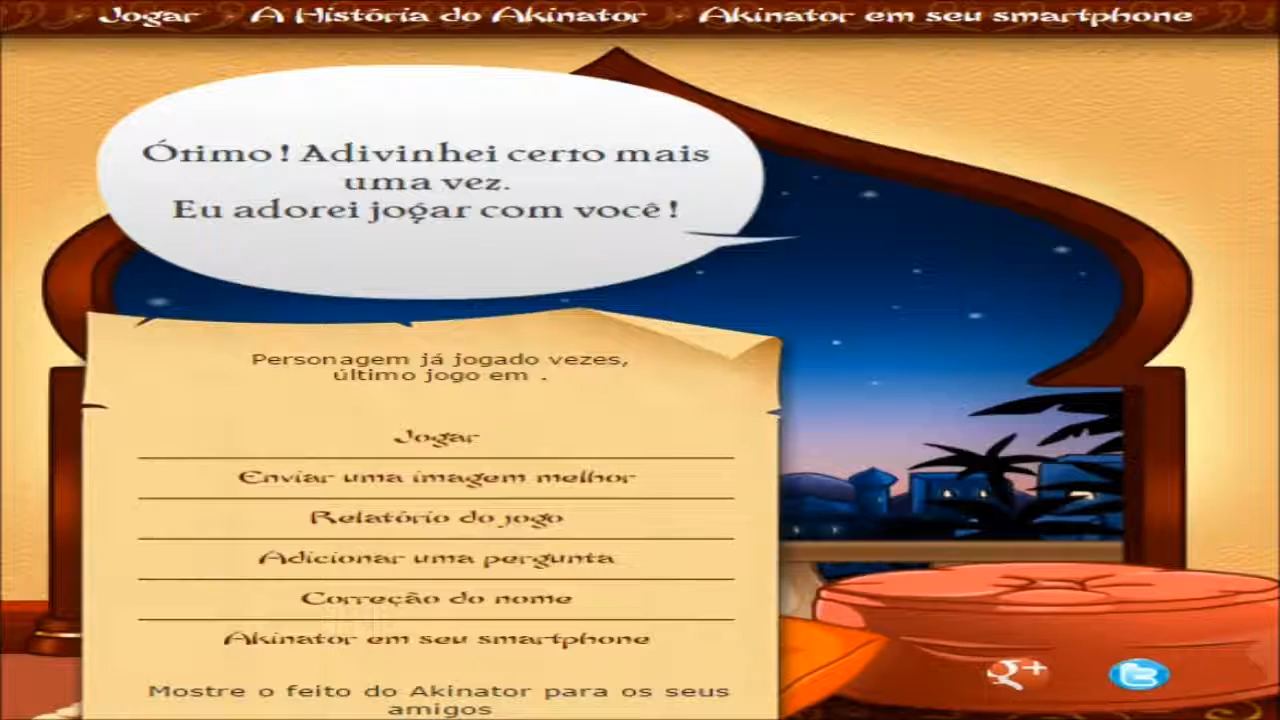 Jogar · A História do Akinator · Akinator em seu smartphone
Ótimo ! Adivinhei certo mais
uma vez.
Eu adorei jogar com você !
Personagem já jogado vezes,
último jogo em .
Jogar
Enviar uma imagem melhor
Relatório do jogo
Adicionar uma pergunta
Correção do nome
Akinator em seu smartphone
Mostre o feito do Akinator para os seus
amigos
g+